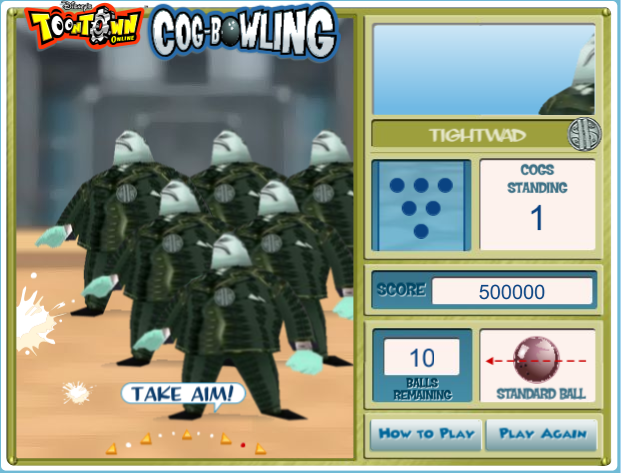 Disney's
TOONTOWN
ONLINE
COG-BOWLING
TIGHTWAD
COGS
STANDING
1
SCORE
500000
10
BALLS
REMAINING
STANDARD BALL
TAKE AIM!
HOW TO PLAY
PLAY AGAIN